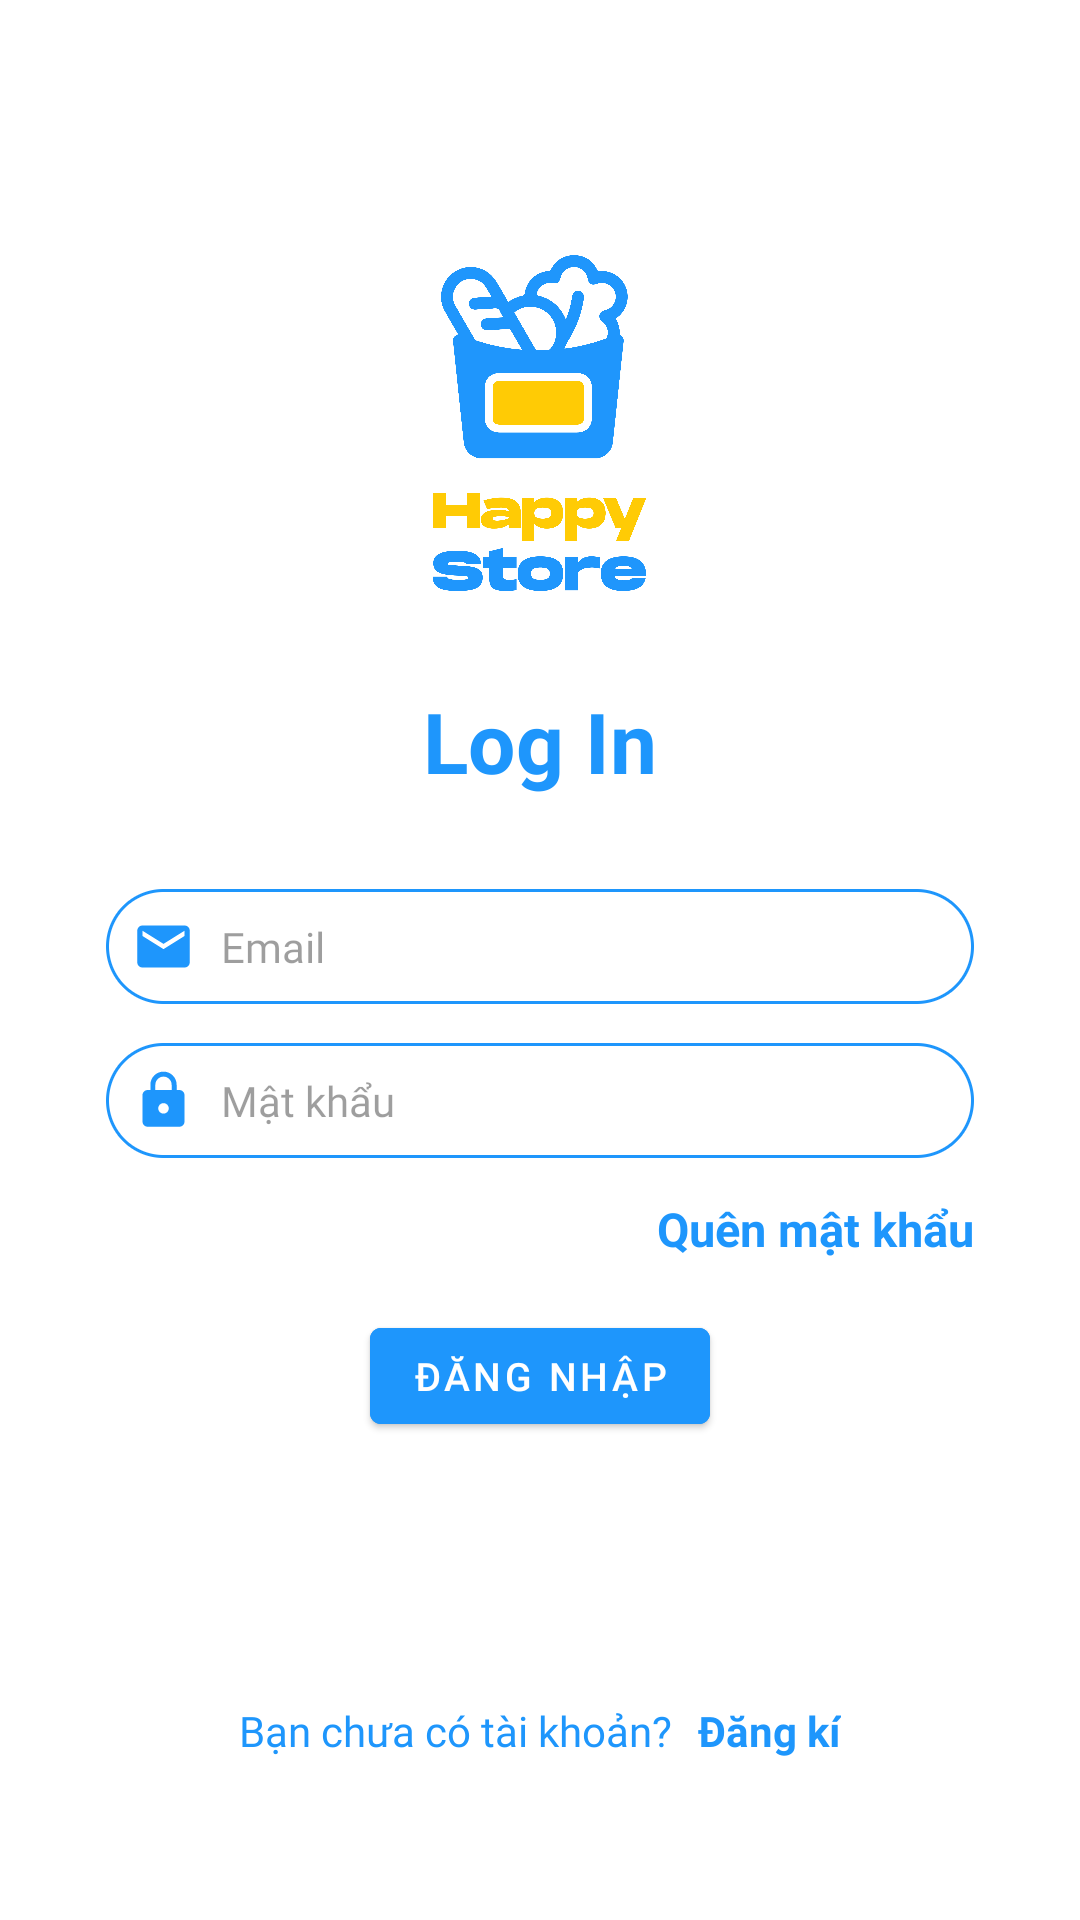 Happy
Store
Log In
Email
Mật khẩu
Quên mật khẩu
ĐĂNG NHẬP
Bạn chưa có tài khoản? Đăng kí